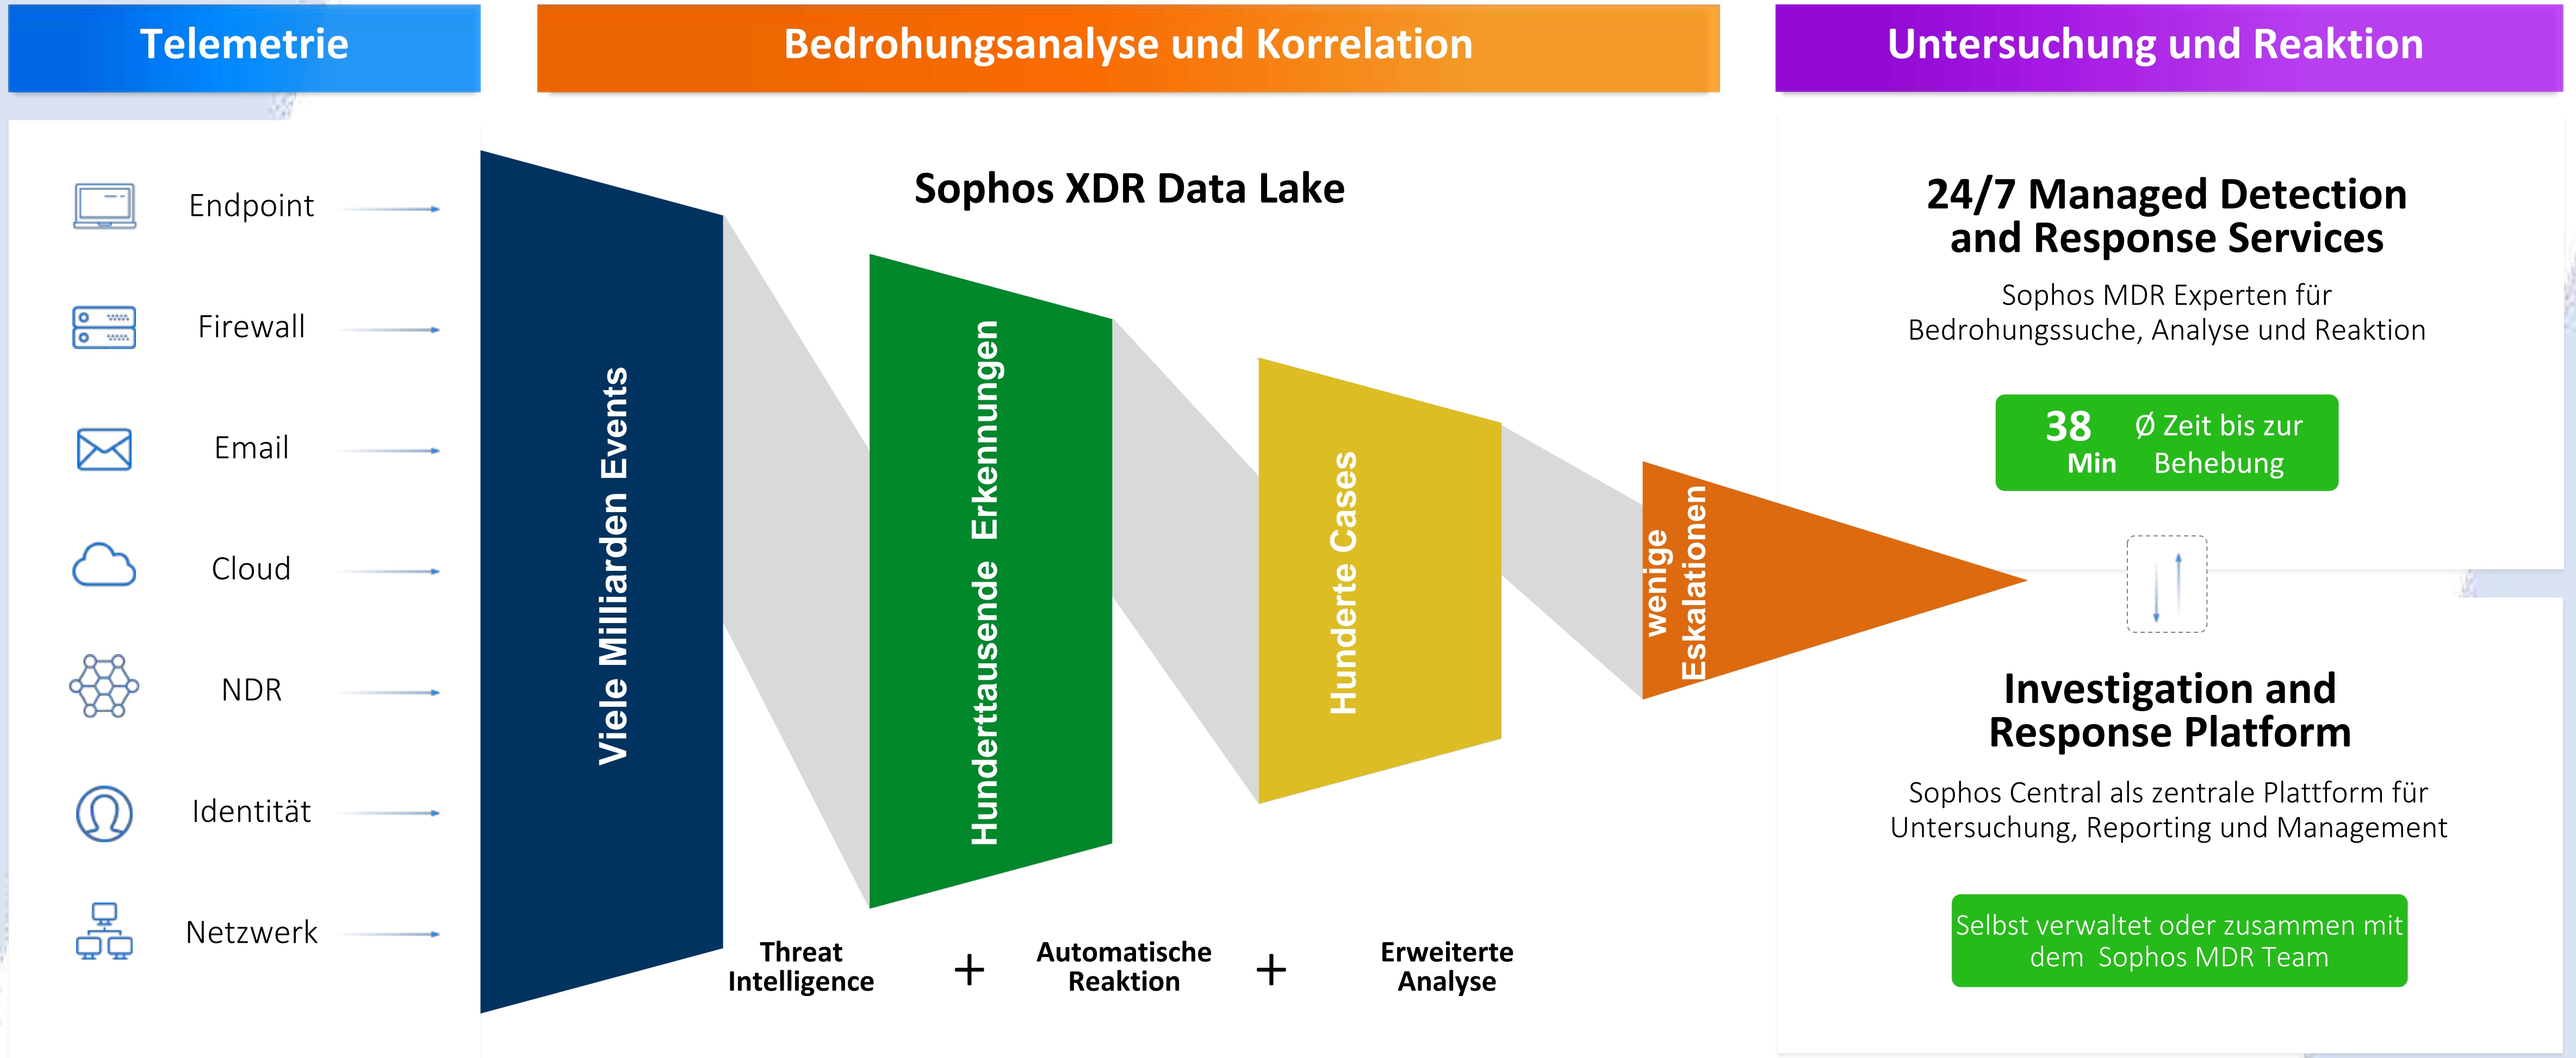 Telemetrie
Bedrohungsanalyse und Korrelation
Untersuchung und Reaktion
Endpoint
Firewall
Email
Cloud
NDR
Identität
Netzwerk
Sophos XDR Data Lake
Viele Milliarden Events
Hunderttausende Erkennungen
Hunderte Cases
wenige
Eskalationen
Threat
Intelligence
+
Automatische
Reaktion
+
Erweiterte
Analyse
24/7 Managed Detection
and Response Services
Sophos MDR Experten für
Bedrohungssuche, Analyse und Reaktion
38
Min
Ø Zeit bis zur
Behebung
Investigation and
Response Platform
Sophos Central als zentrale Plattform für
Untersuchung, Reporting und Management
Selbst verwaltet oder zusammen mit
dem Sophos MDR Team